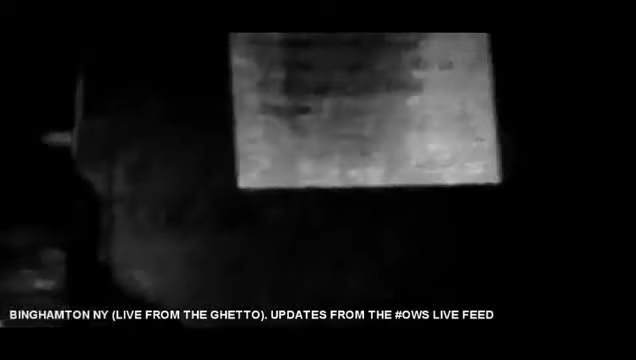 BINGHAMTON NY (LIVE FROM THE GHETTO). UPDATES FROM THE #OWS LIVE FEED